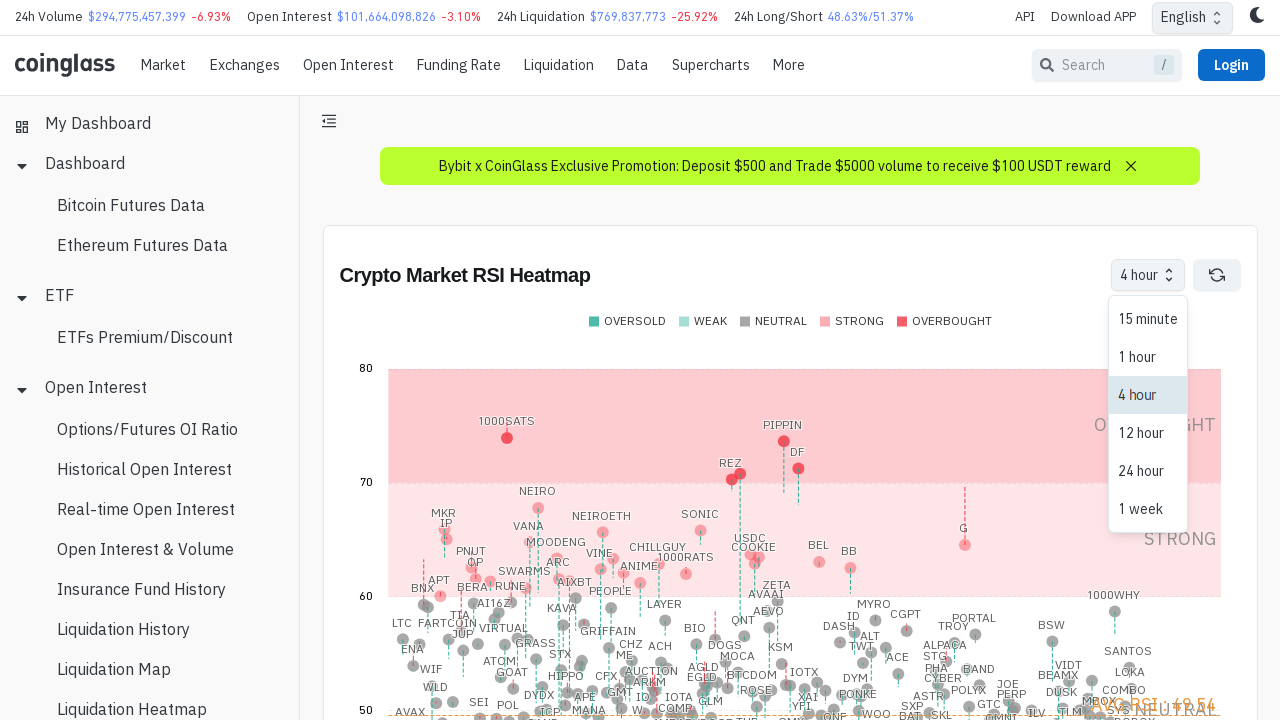 24h Volume $294,775,457,399 -6.93% Open Interest $101,664,098,826 -3.10% 24h Liquidation $769,837,773 -25.92% 24h Long/Short 48.63%/51.37% API Download APP English
coinglass Market Exchanges Open Interest Funding Rate Liquidation Data Supercharts More Search / Login
My Dashboard
Dashboard
Bitcoin Futures Data
Ethereum Futures Data
ETF
ETFs Premium/Discount
Open Interest
Options/Futures OI Ratio
Historical Open Interest
Real-time Open Interest
Open Interest & Volume
Insurance Fund History
Liquidation History
Liquidation Map
Liquidation Heatmap
Bybit x CoinGlass Exclusive Promotion: Deposit $500 and Trade $5000 volume to receive $100 USDT reward
Crypto Market RSI Heatmap
4 hour
15 minute
1 hour
4 hour
12 hour
24 hour
1 week
OVERSOLD WEAK NEUTRAL STRONG OVERBOUGHT
80
1000SATS PIPPIN
DF
REZ
70
NEIRO
MKR NEIROETH SONIC
IP
VANA G
MOODENG USDC
PNUT VINE CHILLGUY COOKIE BEL BB
OP ARC 1000RATS
SWARMS ANIME
STRONG
APT AIXBT ZETA
BNX BERA RUNE PEOPLE AVAAI 1000WHY
60
AI16Z KAVA LAYER AEVO MYRO
TIA ID CGPT PORTAL
LTC FARTCOIN VIRTUAL GRIFFAIN BIO QNT DASH TROY BSW
JUP ALT
ENA GRASS CHZ ACH DOGS KSM TWT ALPACA SANTOS
ATOM STX ME MOCA ACE STG VIDT
WIF GOAT HIPPO CFX AUCTION AGLD BTCDOM IOTX DYM PHA BAND LOKA
WLD ARKM EGLD CYBER BEAMX
DYDX APE GMT ID IOTA ROSE XAI PONKE ASTR POLYX JOE DUSK COMBO
SEI POL GLM YFI SXP GTC PERP
AVAX MANA W COMP WOO SKL ILV TLM SYS
50
NEUTRAL